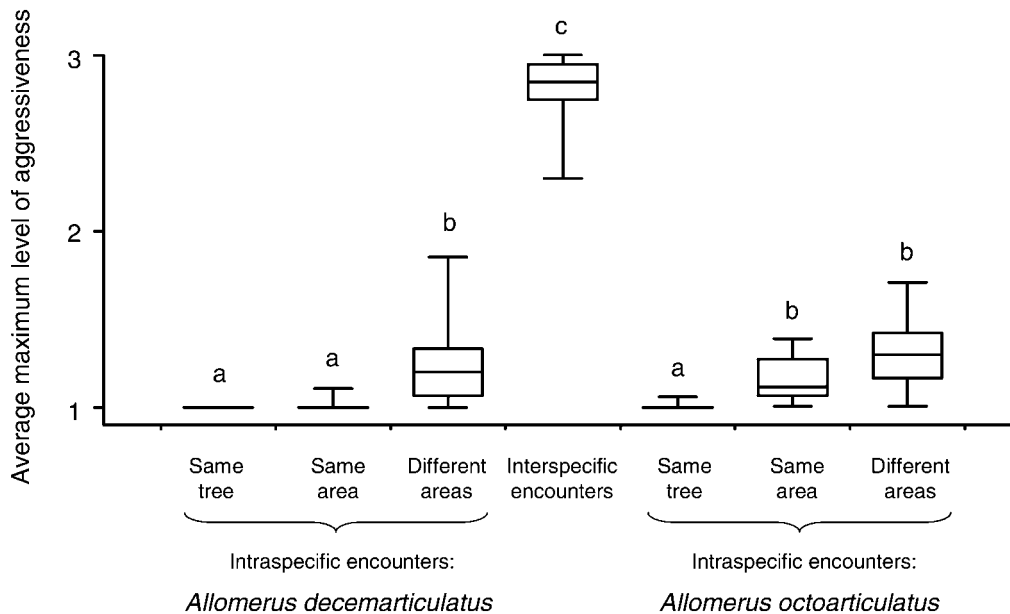 Average maximum level of aggressiveness
3
2
1
a
a
b
c
a
b
b
Same
tree
Same
area
Different
areas
Interspecific
encounters
Same
tree
Same
area
Different
areas
Intraspecific encounters:
Allomerus decemarticulatus
Intraspecific encounters:
Allomerus octoarticulatus